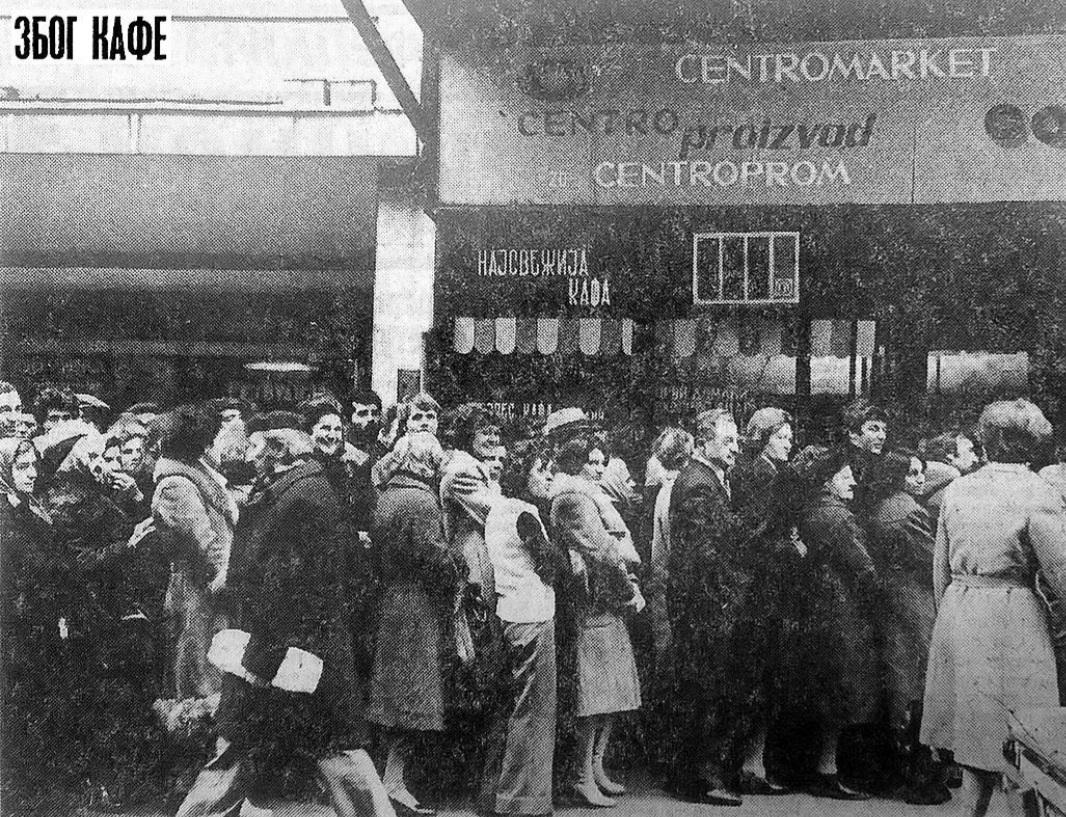 ЗБОГ КАФЕ
CENTROMARKET
CENTRO proizvod
CENTROPROM
НАЈСВЕЖИЈА
КАФА